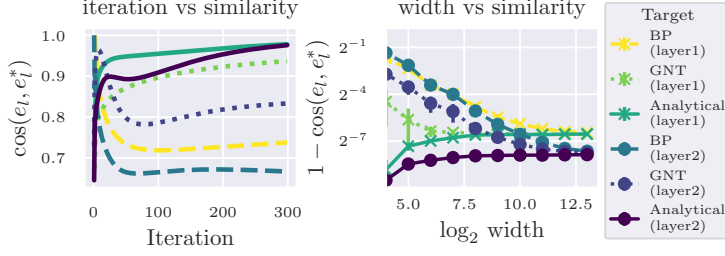 iteration vs similarity
cos(e_l, e_l^*)
1.0
0.9
0.8
0.7
0
100
200
300
Iteration
width vs similarity
1 − cos(e_l, e_l^*)
2^{-1}
2^{-4}
2^{-7}
5.0
7.5
10.0
12.5
log_2 width
Target
BP
(layer1)
GNT
(layer1)
Analytical
(layer1)
BP
(layer2)
GNT
(layer2)
Analytical
(layer2)